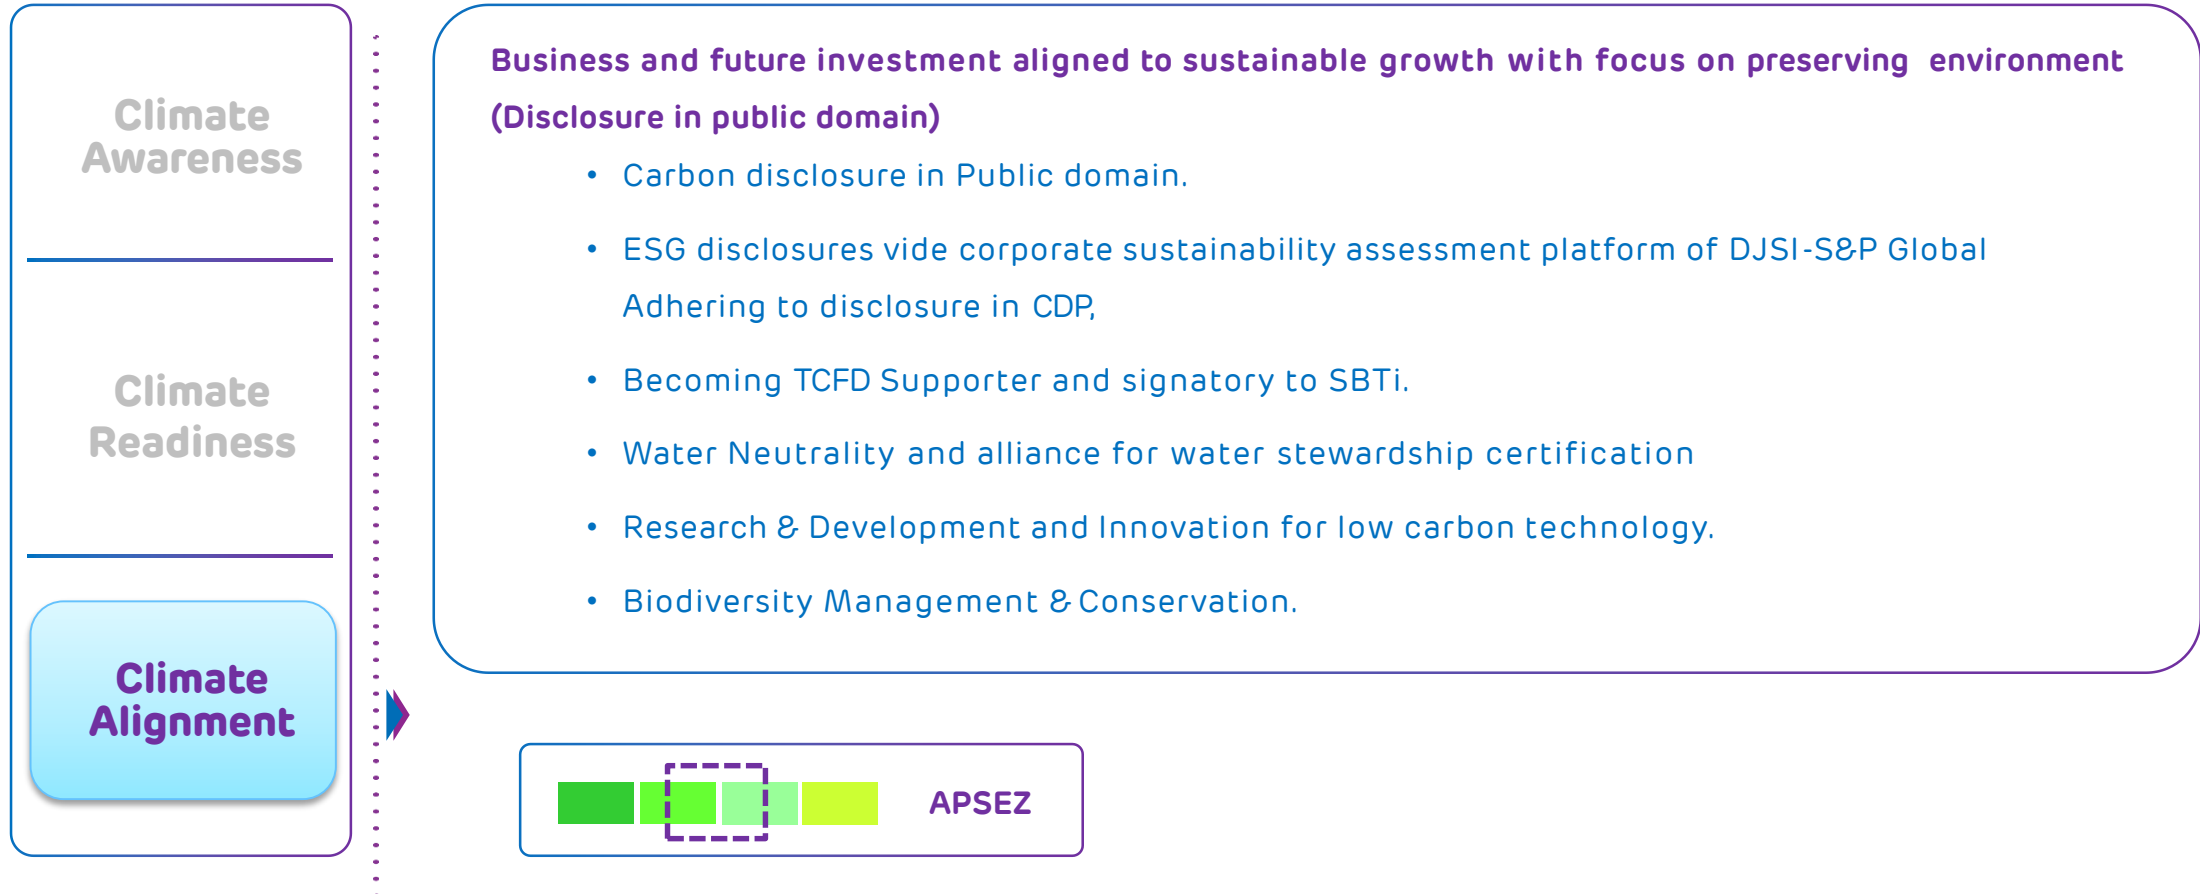 Climate
Awareness
Climate
Readiness
Climate
Alignment
Business and future investment aligned to sustainable growth with focus on preserving environment
(Disclosure in public domain)
• Carbon disclosure in Public domain.
• ESG disclosures vide corporate sustainability assessment platform of DJSI-S&P Global
Adhering to disclosure in CDP,
• Becoming TCFD Supporter and signatory to SBTi.
• Water Neutrality and alliance for water stewardship certification
• Research & Development and Innovation for low carbon technology.
• Biodiversity Management & Conservation.
APSEZ